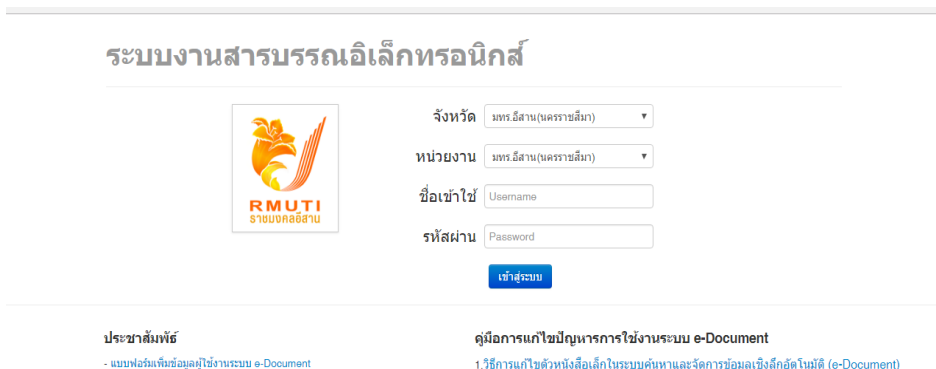 ระบบงานสารบรรณอิเล็กทรอนิกส์
RMUTI
ราชมงคลอีสาน
จังหวัด มทร.อีสาน(นครราชสีมา)
หน่วยงาน มทร.อีสาน(นครราชสีมา)
ชื่อเข้าใช้ Username
รหัสผ่าน Password
เข้าสู่ระบบ
ประชาสัมพันธ์
- แบบฟอร์มเพิ่มข้อมูลผู้ใช้งานระบบ e-Document
คู่มือการแก้ไขปัญหารการใช้งานระบบ e-Document
1.วิธีการแก้ไขตัวหนังสือเล็กในระบบค้นหาและจัดการข้อมูลเชิงลึกอัตโนมัติ (e-Document)